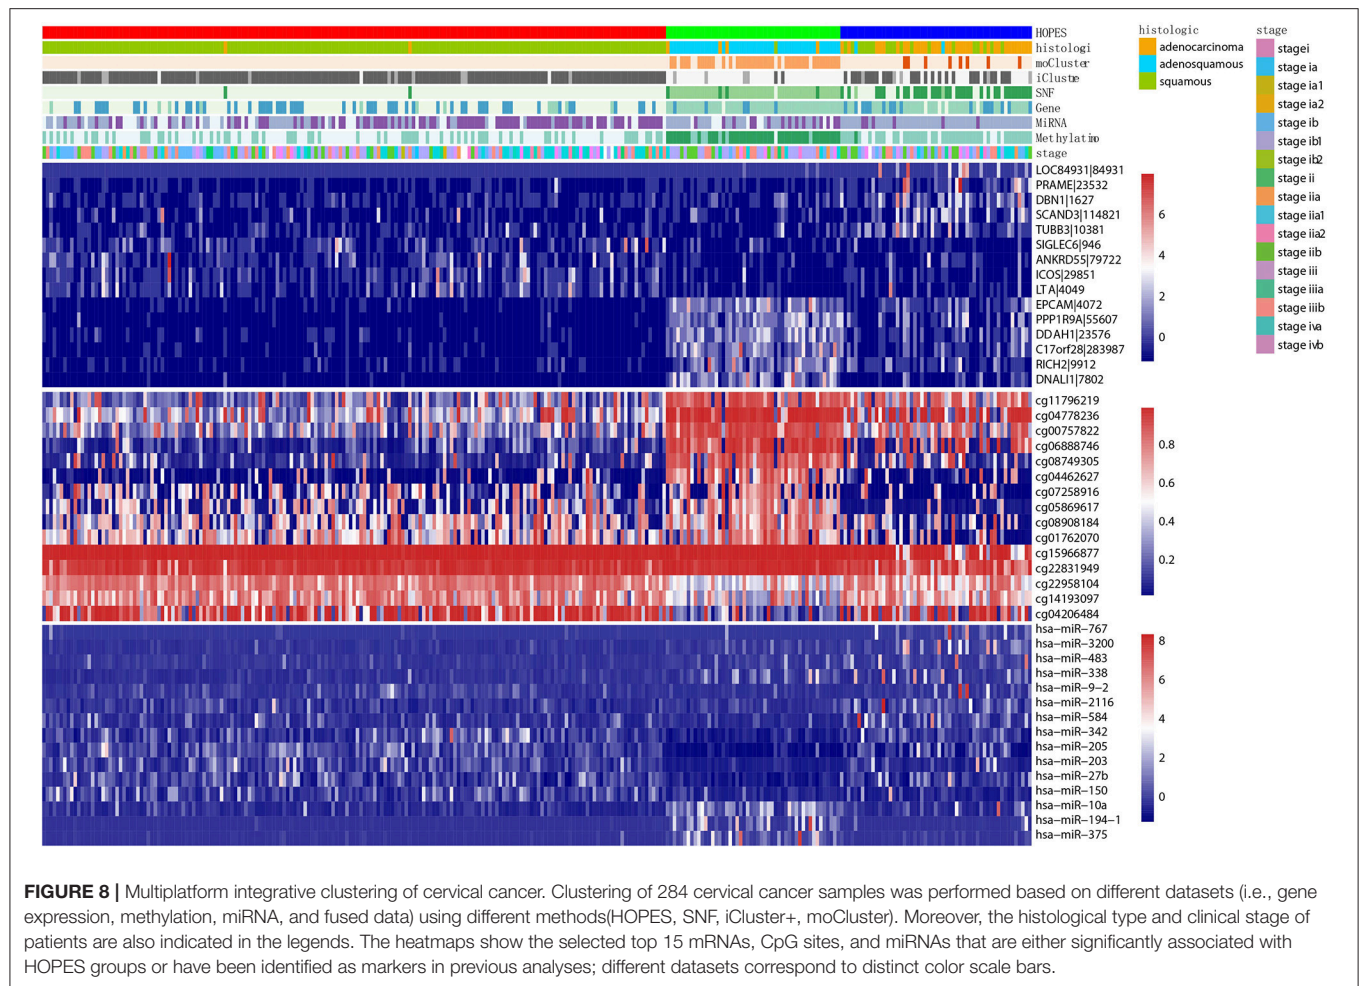 HOPES
histologi
moCluster
iCluster
SNF
Gene
MiRNA
Methylatino
stage
histologic
adenocarcinoma
adenosquamous
squamous
stage
stage i
stage ia
stage ia1
stage ia2
stage ib
stage ib1
stage ib2
stage ii
stage iia
stage iia1
stage iia2
stage iib
stage iii
stage iiia
stage iiib
stage iva
stage ivb
LOC84931|84931
PRAME|23532
DBN1|1627
SCAND3|114821
TUBB3|10381
SIGLEC6|946
ANKRD55|79722
ICOS|29851
LTA|4049
EPCAM|4072
PPP1R9A|55607
DDAH1|23576
C17orf28|283987
RICH2|9912
DNALI1|7802
6
4
2
0
cg11796219
cg04778236
cg00757822
cg06888746
cg08749305
cg04462627
cg07258916
cg05869617
cg08908184
cg01762070
cg15966877
cg22831949
cg22958104
cg14193097
cg04206484
0.8
0.6
0.4
0.2
hsa-miR-767
hsa-miR-3200
hsa-miR-483
hsa-miR-338
hsa-miR-9-2
hsa-miR-2116
hsa-miR-584
hsa-miR-342
hsa-miR-205
hsa-miR-203
hsa-miR-27b
hsa-miR-150
hsa-miR-10a
hsa-miR-194-1
hsa-miR-375
8
6
4
2
0
FIGURE 8 | Multiplatform integrative clustering of cervical cancer. Clustering of 284 cervical cancer samples was performed based on different datasets (i.e., gene
expression, methylation, miRNA, and fused data) using different methods(HOPES, SNF, iCluster+, moCluster). Moreover, the histological type and clinical stage of
patients are also indicated in the legends. The heatmaps show the selected top 15 mRNAs, CpG sites, and miRNAs that are either significantly associated with
HOPES groups or have been identified as markers in previous analyses; different datasets correspond to distinct color scale bars.